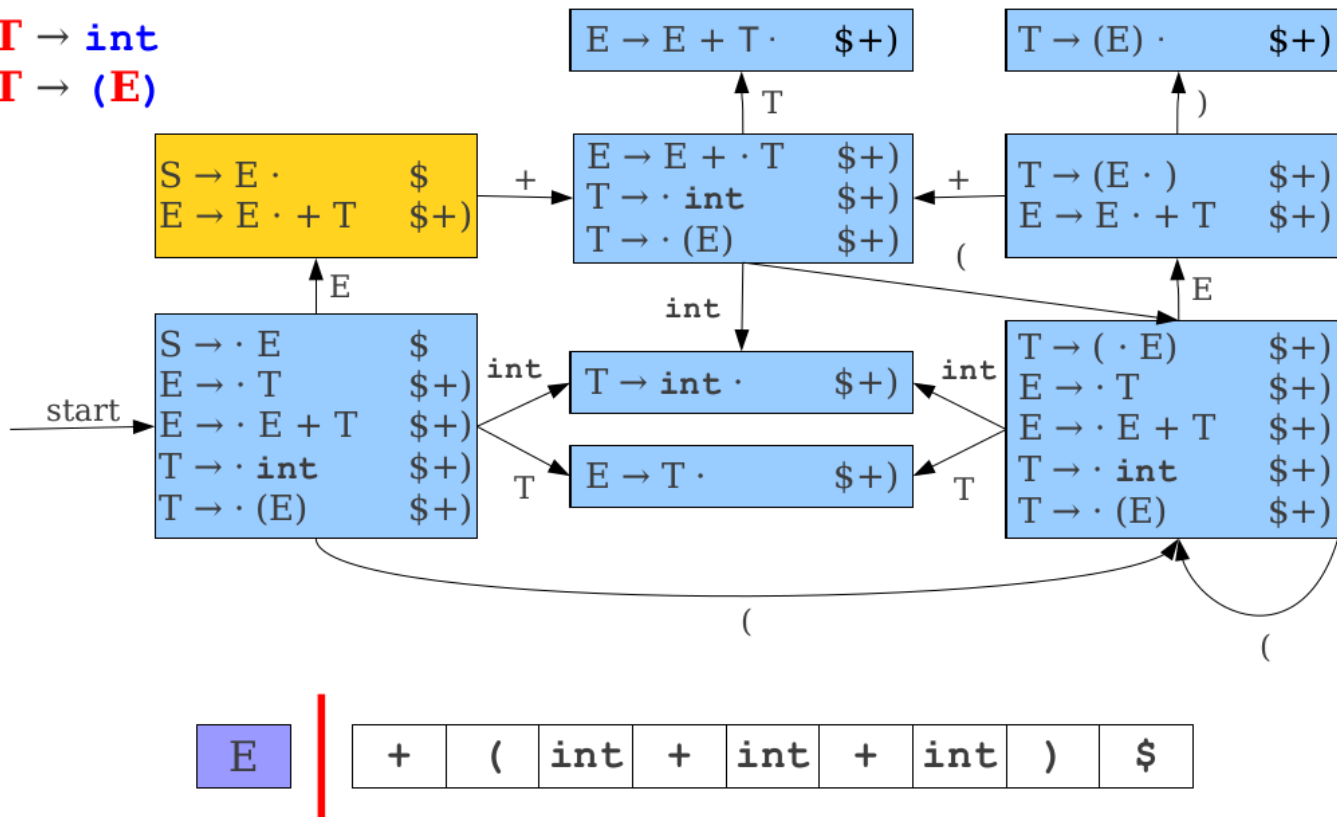 T → int
T → (E)
E → E + T · $+)
T → (E) · $+)
T
)
S → E · $
E → E · + T $+)
+
E → E + · T $+)
T → · int $+)
T → · (E) $+)
+
T → (E · ) $+)
E → E · + T $+)
E
int
(
E
start
S → · E $
E → · T $+)
E → · E + T $+)
T → · int $+)
T → · (E) $+)
int
T
T → int · $+)
E → T · $+)
int
T
T → ( · E) $+)
E → · T $+)
E → · E + T $+)
T → · int $+)
T → · (E) $+)
(
(
E + ( int + int + int ) $